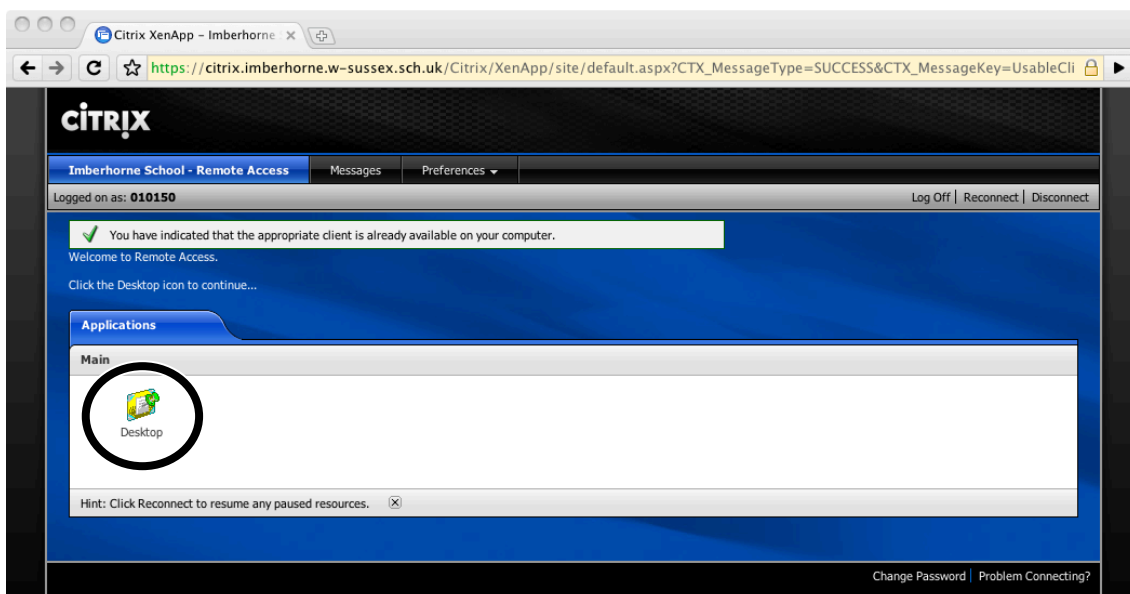 Citrix XenApp – Imberhorne
https://citrix.imberhorne.w-sussex.sch.uk/Citrix/XenApp/site/default.aspx?CTX_MessageType=SUCCESS&CTX_MessageKey=UsableCli
CITRIX
Imberhorne School - Remote Access Messages Preferences
Logged on as: 010150 Log Off | Reconnect | Disconnect
You have indicated that the appropriate client is already available on your computer.
Welcome to Remote Access.
Click the Desktop icon to continue...
Applications
Main
Desktop
Hint: Click Reconnect to resume any paused resources.
Change Password | Problem Connecting?